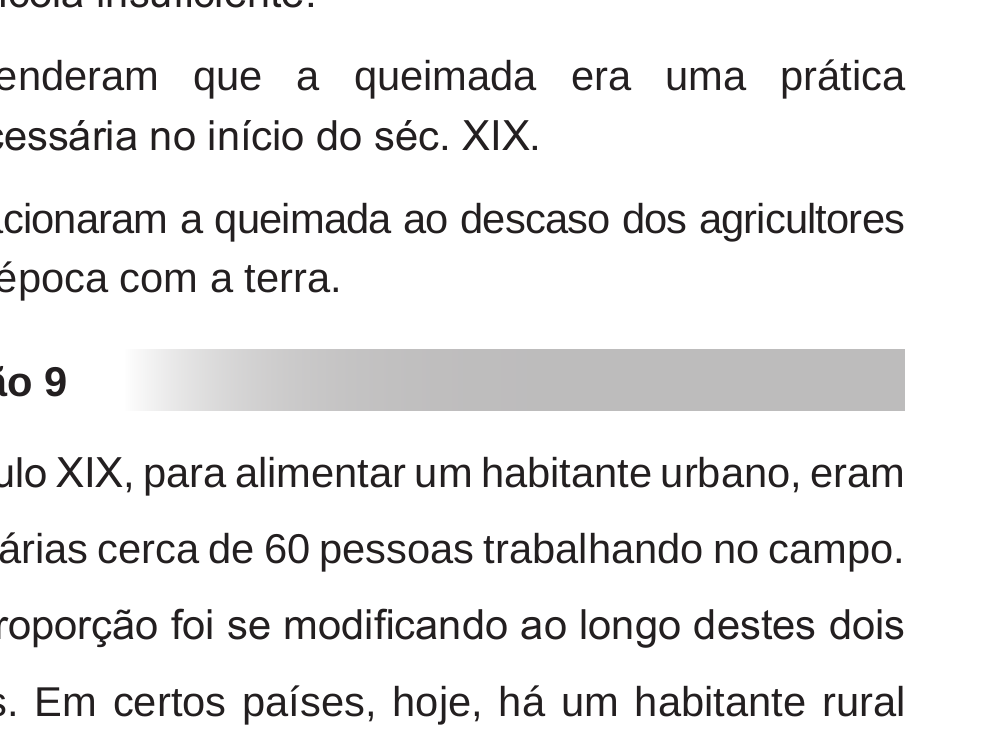 enderam que a queimada era uma prática
cessária no início do séc. XIX.
acionaram a queimada ao descaso dos agricultores
época com a terra.
ão 9
ulo XIX, para alimentar um habitante urbano, eram
árias cerca de 60 pessoas trabalhando no campo.
roporção foi se modificando ao longo destes dois
s. Em certos países, hoje, há um habitante rural